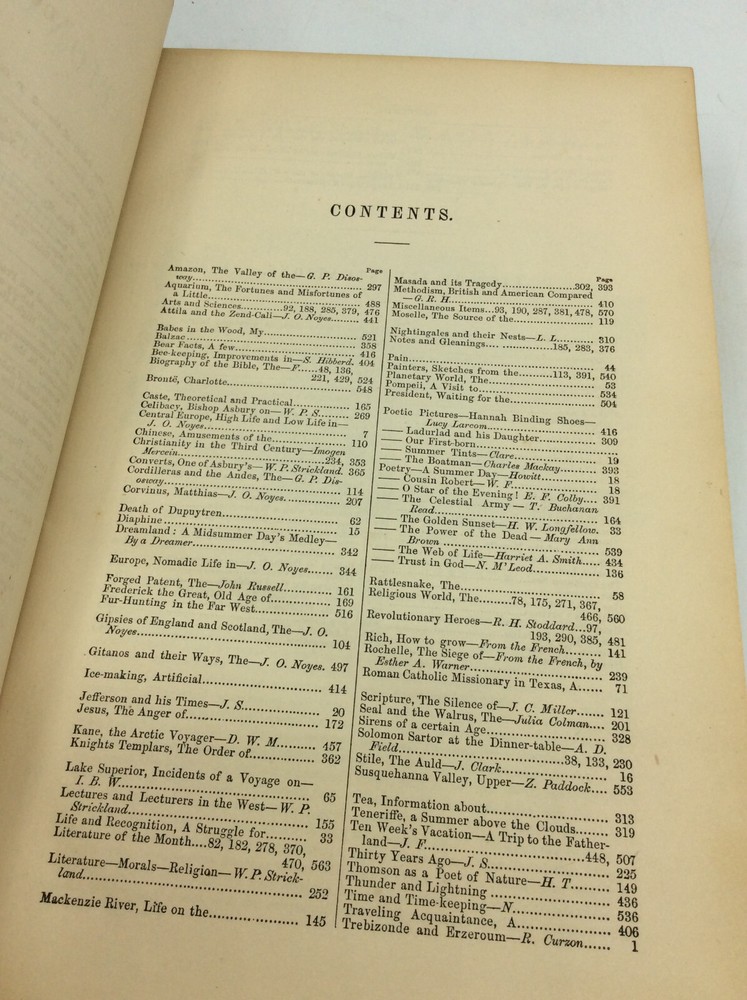 CONTENTS.
Page
Amazon, The Valley of the—G. P. Disos-
way 297
Aquarium, The Fortunes and Misfortunes of
a Little 488
Arts and Sciences 92, 188, 285, 379, 476
Attila and the Zend-Cali—J. O. Noyes 441
Babes in the Wood, My 521
Balzac 358
Bear Facts, A few 416
Bee-keeping, Improvements in—S. Hibberd. 404
Biography of the Bible, The—F. 48, 136,
221, 429, 524
Brontë, Charlotte 548
Caste, Theoretical and Practical 165
Celibacy, Bishop Asbury on—W. P. S. 269
Central Europe, High Life and Low Life in—
J. O. Noyes 7
Chinese, Amusements of the 110
Christianity in the Third Century—Imogen
Mercein 234, 353
Converts, One of Asbury's—W. P. Strickland. 365
Cordilleras and the Andes, The—G. P. Dis-
osway 114
Corvinus, Matthias—J. O. Noyes 207
Death of Dupuytren 62
Diaphine 15
Dreamland: A Midsummer Day's Medley—
By a Dreamer 342
Europe, Nomadic Life in—J. O. Noyes 344
Forged Patent, The—John Russell 161
Frederick the Great, Old Age of 169
Fur-Hunting in the Far West 516
Gipsies of England and Scotland, The—J. O.
Noyes 104
Gitanos and their Ways, The—J. O. Noyes. 497
Ice-making, Artificial 414
Jefferson and his Times—J. S. 20
Jesus, The Anger of 172
Kane, the Arctic Voyager—D. W. M. 457
Knights Templars, The Order of 362
Lake Superior, Incidents of a Voyage on—
I. B. W. 65
Lectures and Lecturers in the West—W. P.
Strickland 155
Life and Recognition, A Struggle for 33
Literature of the Month 82, 182, 278, 370,
470, 563
Literature—Morals—Religion—W. P. Strick-
land 252
Mackenzie River, Life on the 145
Page
Masada and its Tragedy 302, 393
Methodism, British and American Compared
—G. R. H. 410
Miscellaneous Items 93, 190, 287, 381, 478, 570
Moselle, The Source of the 119
Nightingales and their Nests—L. L. 310
Notes and Gleanings 185, 283, 376
Pain 44
Painters, Sketches from the 113, 391, 540
Planetary World, The 53
Pompeii, A Visit to 534
President, Waiting for the 504
Poetic Pictures—Hannah Binding Shoes—
Lucy Larcom 416
— Ladurlad and his Daughter 309
— Our First-born
— Summer Tints—Clare 19
— The Boatman—Charles Mackay 393
Poetry—A Summer Day—Howitt 18
— Cousin Robert—W. F. 18
— O Star of the Evening! E. F. Colby 391
— The Celestial Army—T. Buchanan
Read 164
— The Golden Sunset—H. W. Longfellow. 33
— The Power of the Dead—Mary Ann
Brown 539
— The Web of Life—Harriet A. Smith 434
— Trust in God—N. M'Leod 136
Rattlesnake, The 58
Religious World, The 78, 175, 271, 367,
466, 560
Revolutionary Heroes—R. H. Stoddard 97,
193, 290, 385, 481
Rich, How to grow—From the French 141
Rochelle, The Siege of—From the French, by
Esther A. Warner 239
Roman Catholic Missionary in Texas, A 71
Scripture, The Silence of—J. C. Miller 121
Seal and the Walrus, The—Julia Colman 201
Sirens of a certain Age 328
Solomon Sartor at the Dinner-table—A. D.
Field 38, 133, 230
Stile, The Auld—J. Clark 16
Susquehanna Valley, Upper—Z. Paddock 553
Tea, Information about 313
Teneriffe, a Summer above the Clouds 319
Ten Week's Vacation—A Trip to the Father-
land—J. F. 448, 507
Thirty Years Ago—J. S. 225
Thomson as a Poet of Nature—H. T. 149
Thunder and Lightning 436
Time and Time-keeping—N. 536
Traveling Acquaintance, A 406
Trebizonde and Erzeroum—R. Curzon 1